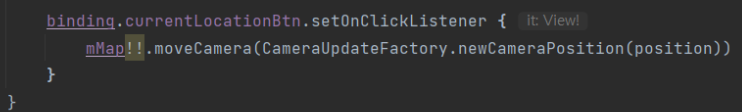 binding.currentLocationBtn.setOnClickListener { it: View!
mMap!!.moveCamera(CameraUpdateFactory.newCameraPosition(position))
}
}